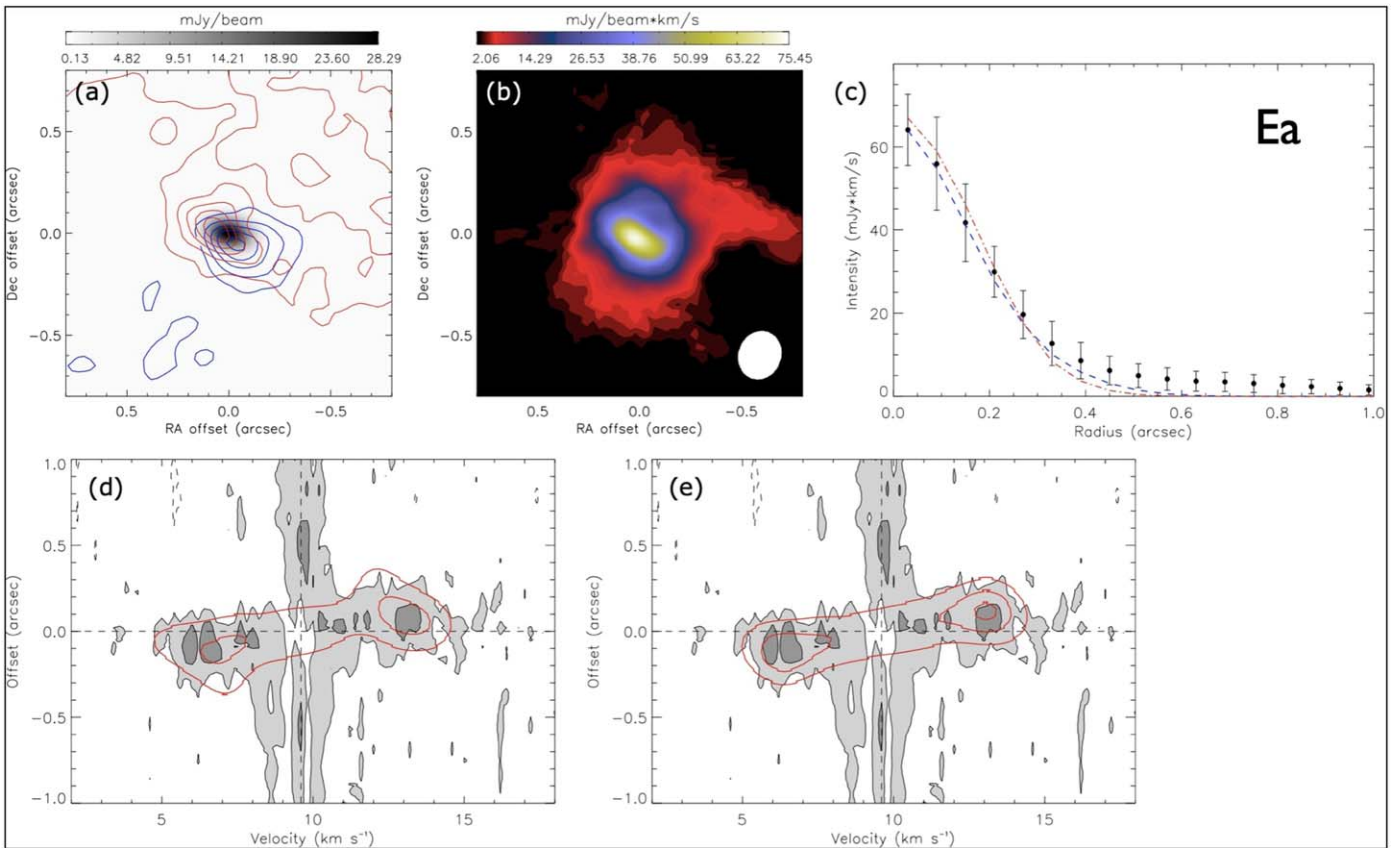 mJy/beam
0.13 4.82 9.51 14.21 18.90 23.60 28.29
(a)
Dec offset (arcsec)
0.5
0.0
−0.5
0.5 0.0 −0.5
RA offset (arcsec)
mJy/beam*km/s
2.06 14.29 26.53 38.76 50.99 63.22 75.45
(b)
Dec offset (arcsec)
0.5
0.0
−0.5
0.5 0.0 −0.5
RA offset (arcsec)
(c)
Ea
Intensity (mJy*km/s)
60
40
20
0
0.0 0.2 0.4 0.6 0.8 1.0
Radius (arcsec)
(d)
Offset (arcsec)
1.0
0.5
0.0
−0.5
−1.0
5 10 15
Velocity (km s⁻¹)
(e)
Offset (arcsec)
1.0
0.5
0.0
−0.5
−1.0
5 10 15
Velocity (km s⁻¹)